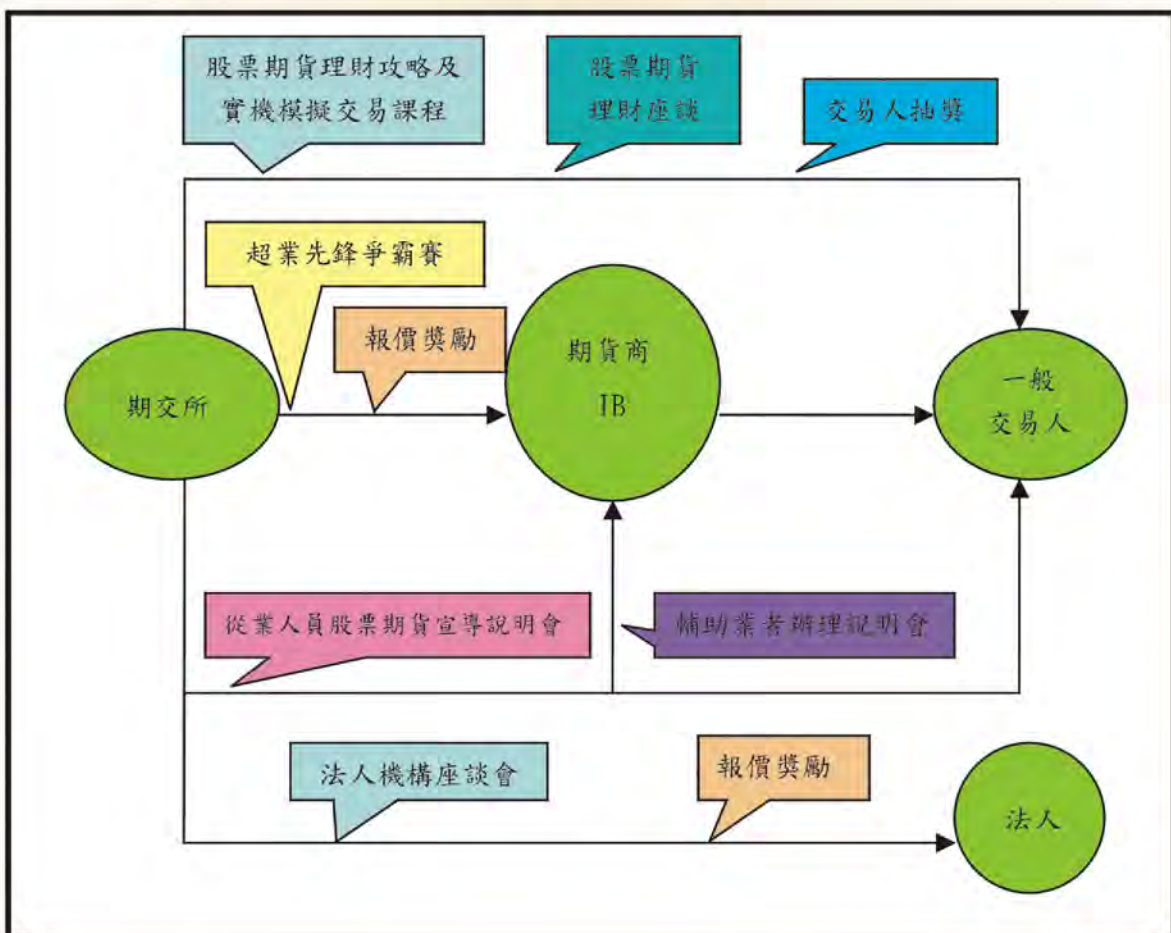 股票期貨理財攻略及
實機模擬交易課程
股票期貨
理財座談
交易人抽獎
超業先鋒爭霸賽
報價獎勵
期交所
期貨商
IB
一般
交易人
從業人員股票期貨宣導說明會
輔助業者辦理說明會
法人機構座談會
報價獎勵
法人